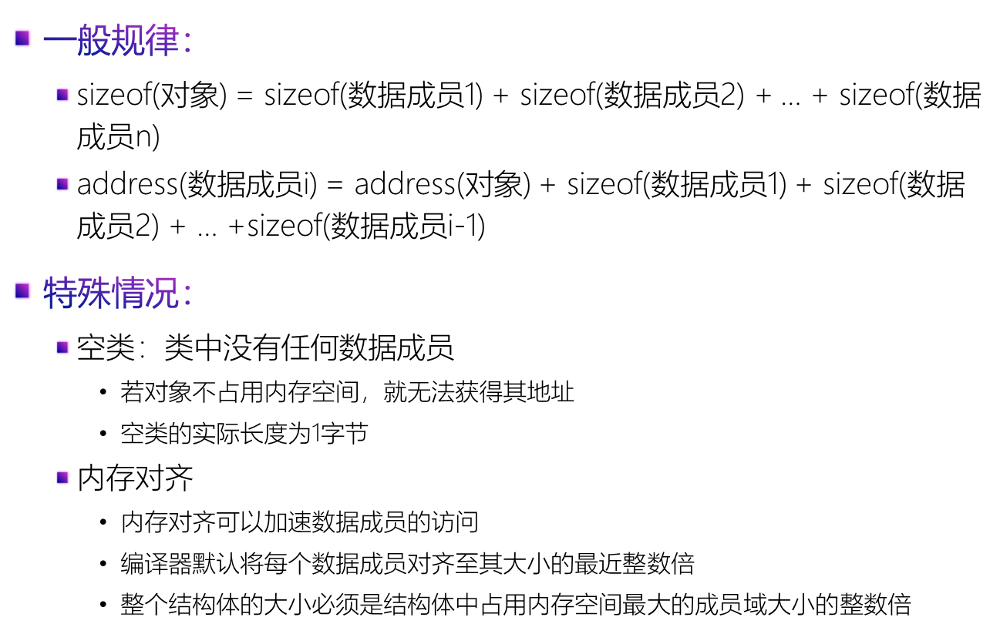 一般规律：
sizeof(对象) = sizeof(数据成员1) + sizeof(数据成员2) + … + sizeof(数据
成员n)
address(数据成员i) = address(对象) + sizeof(数据成员1) + sizeof(数据
成员2) + … +sizeof(数据成员i-1)
特殊情况：
空类：类中没有任何数据成员
• 若对象不占用内存空间，就无法获得其地址
• 空类的实际长度为1字节
内存对齐
• 内存对齐可以加速数据成员的访问
• 编译器默认将每个数据成员对齐至其大小的最近整数倍
• 整个结构体的大小必须是结构体中占用内存空间最大的成员域大小的整数倍